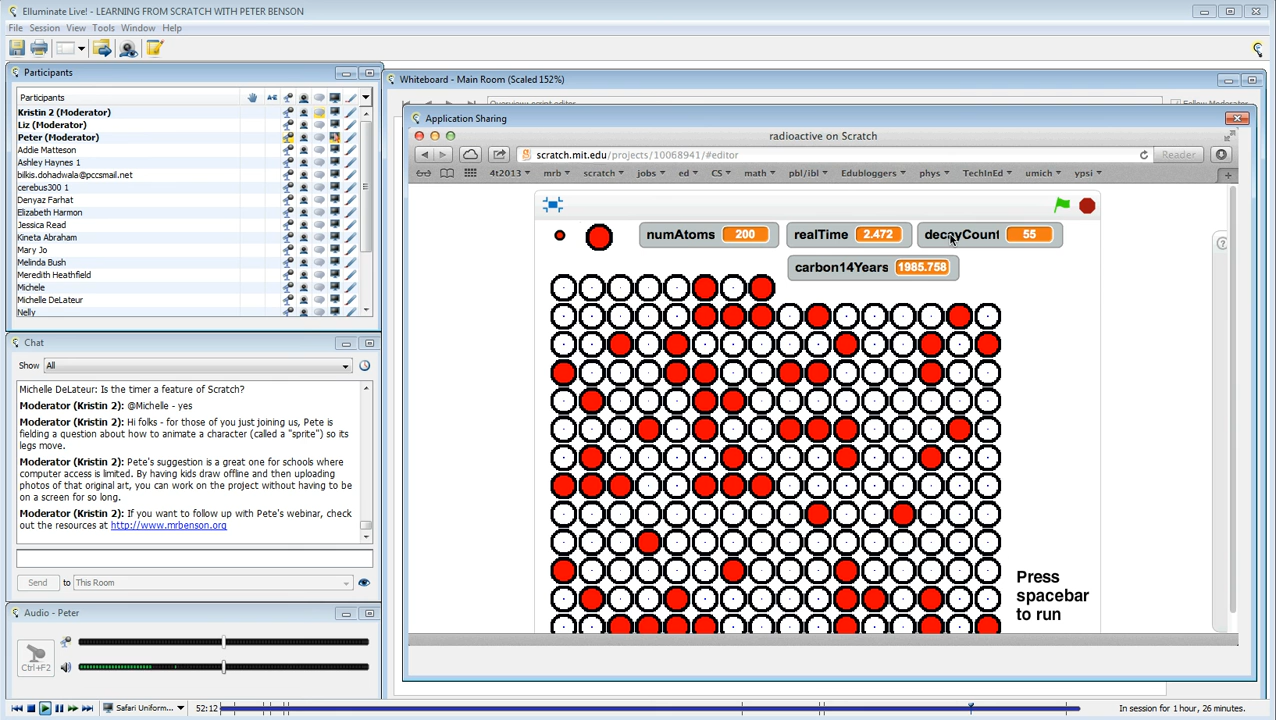 Elluminate Live! - LEARNING FROM SCRATCH WITH PETER BENSON
File Session View Tools Window Help
Participants
Participants
Kristin 2 (Moderator)
Liz (Moderator)
Peter (Moderator)
Addie Matteson
Ashley Haynes 1
bilkis.dohadwala@pccsmail.net
cerebus300 1
Denyaz Farhat
Elizabeth Harmon
Jessica Read
Kineta Abraham
Mary Jo
Melinda Bush
Meredith Heathfield
Michele
Michelle DeLateur
Nelly
Chat
Show All
Michelle DeLateur: Is the timer a feature of Scratch?
Moderator (Kristin 2): @Michelle - yes
Moderator (Kristin 2): Hi folks - for those of you just joining us, Pete is
fielding a question about how to animate a character (called a "sprite") so its
legs move.
Moderator (Kristin 2): Pete's suggestion is a great one for schools where
computer access is limited. By having kids draw offline and then uploading
photos of that original art, you can work on the project without having to be
on a screen for so long.
Moderator (Kristin 2): If you want to follow up with Pete's webinar, check
out the resources at http://www.mrbenson.org
Send to This Room
Audio - Peter
Ctrl+F2
Whiteboard - Main Room (Scaled 152%)
Overview: script editor
Follow Moderator
Application Sharing
radioactive on Scratch
scratch.mit.edu/projects/10068941/#editor
Reader
4t2013 mrb scratch jobs ed CS math pbl/ibl Edubloggers phys TechInEd umich ypsi
numAtoms 200 realTime 2.472 decayCount 55
carbon14Years 1985.758
Press
spacebar
to run
Safari Uniform... 52:12 In session for 1 hour, 26 minutes.